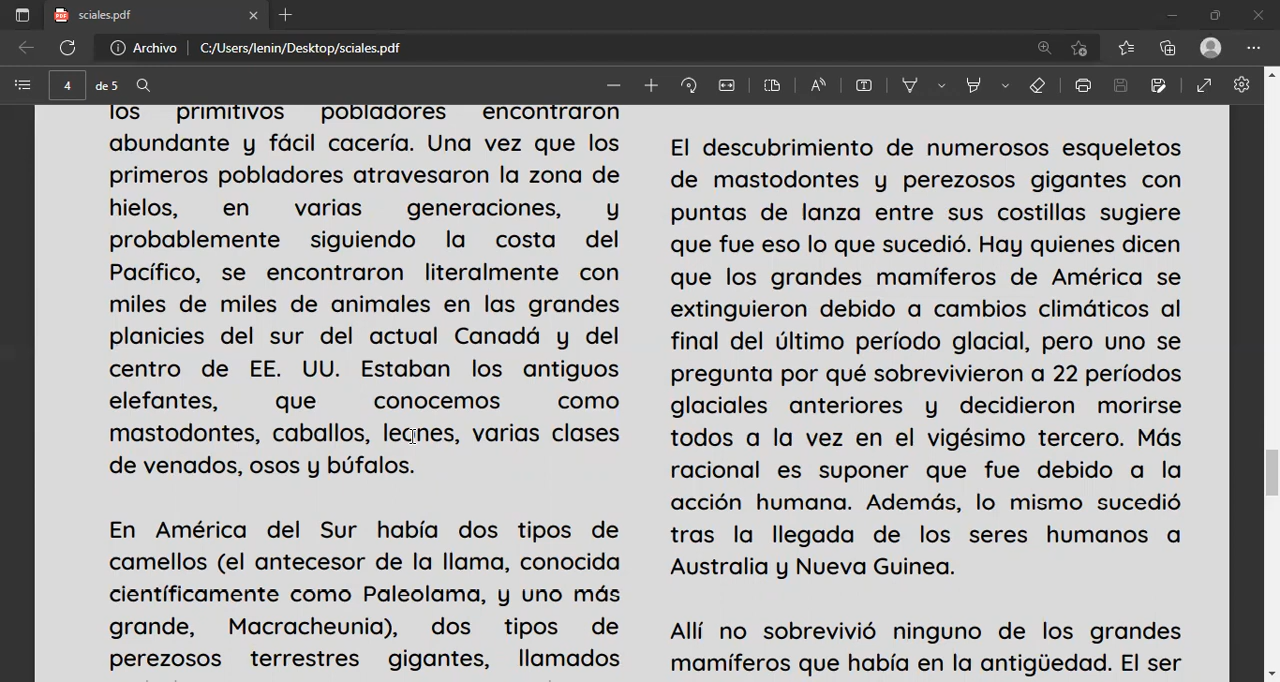 sciales.pdf
Archivo
C:/Users/lenin/Desktop/sciales.pdf
4
de 5
los primitivos pobladores encontraron
abundante y fácil cacería. Una vez que los
primeros pobladores atravesaron la zona de
hielos, en varias generaciones, y
probablemente siguiendo la costa del
Pacífico, se encontraron literalmente con
miles de miles de animales en las grandes
planicies del sur del actual Canadá y del
centro de EE. UU. Estaban los antiguos
elefantes, que conocemos como
mastodontes, caballos, leones, varias clases
de venados, osos y búfalos.
En América del Sur había dos tipos de
camellos (el antecesor de la llama, conocida
científicamente como Paleolama, y uno más
grande, Macracheunia), dos tipos de
perezosos terrestres gigantes, llamados
El descubrimiento de numerosos esqueletos
de mastodontes y perezosos gigantes con
puntas de lanza entre sus costillas sugiere
que fue eso lo que sucedió. Hay quienes dicen
que los grandes mamíferos de América se
extinguieron debido a cambios climáticos al
final del último período glacial, pero uno se
pregunta por qué sobrevivieron a 22 períodos
glaciales anteriores y decidieron morirse
todos a la vez en el vigésimo tercero. Más
racional es suponer que fue debido a la
acción humana. Además, lo mismo sucedió
tras la llegada de los seres humanos a
Australia y Nueva Guinea.
Allí no sobrevivió ninguno de los grandes
mamíferos que había en la antigüedad. El ser